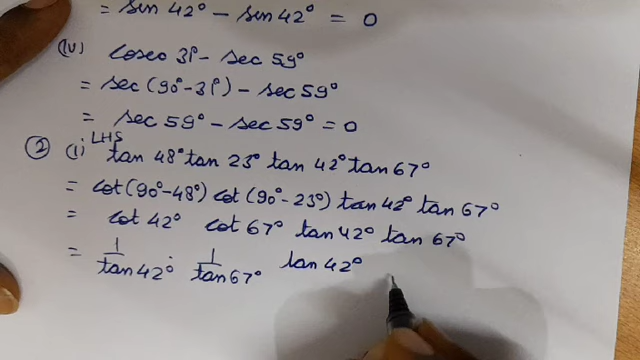 = sin 42° - sin 42° = 0
(iv) cosec 31° - sec 59°
= sec (90° - 31°) - sec 59°
= sec 59° - sec 59° = 0
② (i) LHS
tan 48° tan 23° tan 42° tan 67°
= cot (90° - 48°) cot (90° - 23°) tan 42° tan 67°
= cot 42° cot 67° tan 42° tan 67°
= 1/tan 42° · 1/tan 67° tan 42°